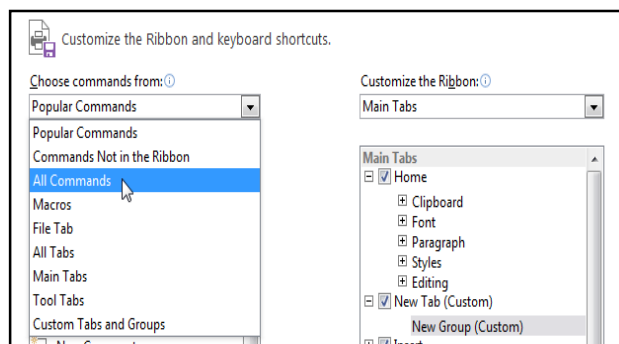 Customize the Ribbon and keyboard shortcuts.
Choose commands from:
Popular Commands
Popular Commands
Commands Not in the Ribbon
All Commands
Macros
File Tab
All Tabs
Main Tabs
Tool Tabs
Custom Tabs and Groups
Customize the Ribbon:
Main Tabs
Main Tabs
Home
Clipboard
Font
Paragraph
Styles
Editing
New Tab (Custom)
New Group (Custom)
Insert